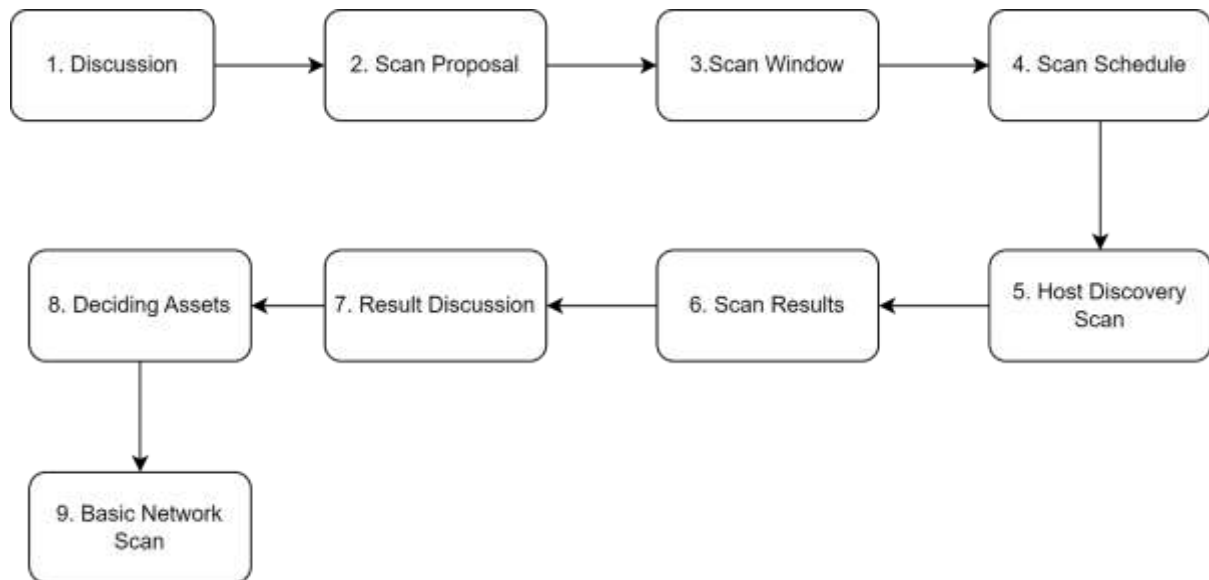 1. Discussion
2. Scan Proposal
3.Scan Window
4. Scan Schedule
5. Host Discovery
Scan
6. Scan Results
7. Result Discussion
8. Deciding Assets
9. Basic Network
Scan